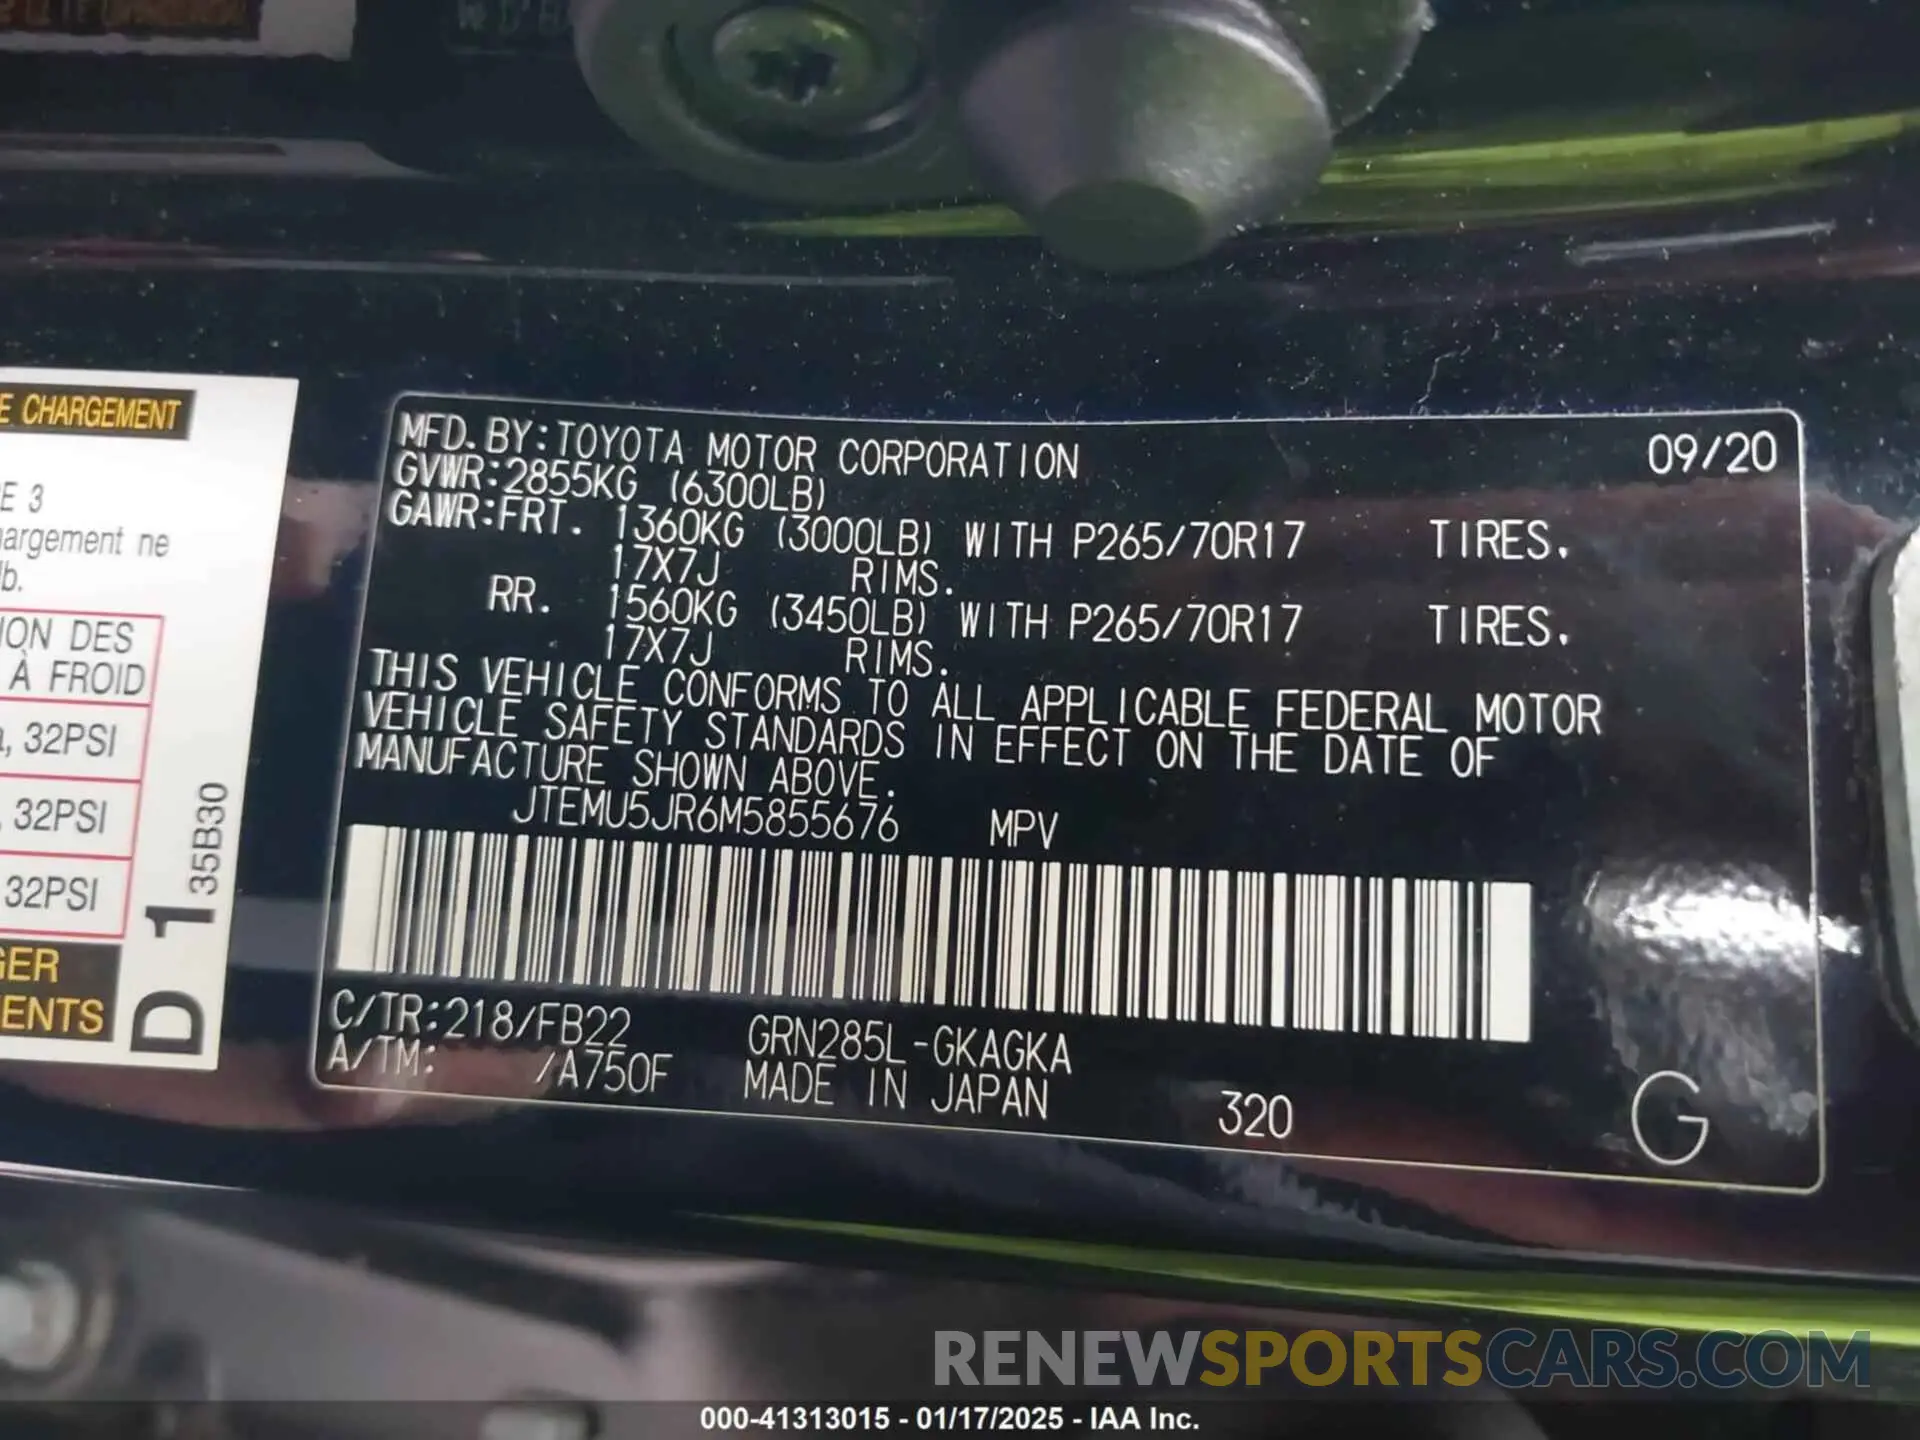 E CHARGEMENT
E 3
argement ne
lb.
ION DES
À FROID
, 32PSI
, 32PSI
32PSI
GER
ENTS
D 1
35B30
MFD. BY: TOYOTA MOTOR CORPORATION 09/20
GVWR: 2855KG (6300LB)
GAWR: FRT. 1360KG (3000LB) WITH P265/70R17 TIRES.
17X7J RIMS.
RR. 1560KG (3450LB) WITH P265/70R17 TIRES.
17X7J RIMS.
THIS VEHICLE CONFORMS TO ALL APPLICABLE FEDERAL MOTOR
VEHICLE SAFETY STANDARDS IN EFFECT ON THE DATE OF
MANUFACTURE SHOWN ABOVE.
JTEMU5JR6M5855676 MPV
C/TR: 218/FB22 GRN285L-GKAGKA
A/TM: /A750F MADE IN JAPAN 320 G
RENEWSPORTSCARS.COM
000-41313015 - 01/17/2025 - IAA Inc.